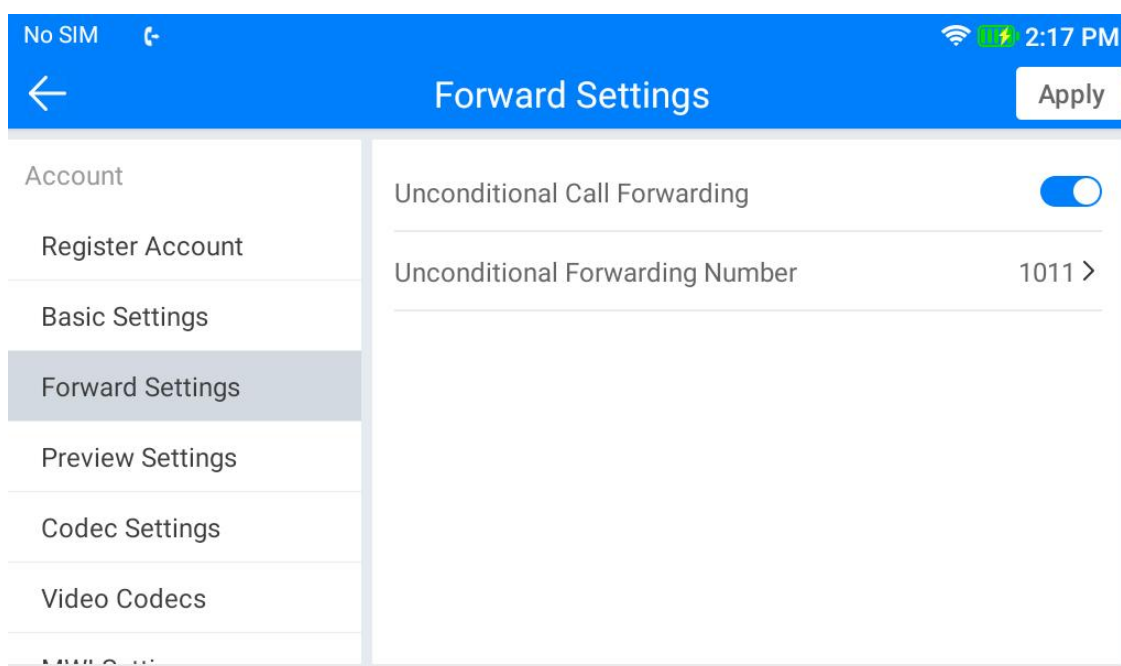 No SIM 2:17 PM
Forward Settings Apply
Account
Register Account
Basic Settings
Forward Settings
Preview Settings
Codec Settings
Video Codecs
Unconditional Call Forwarding
Unconditional Forwarding Number 1011